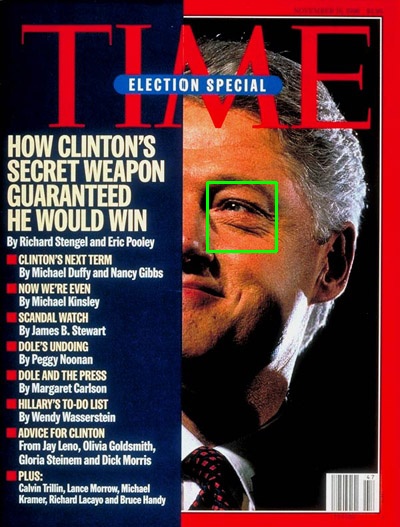 TIME
ELECTION SPECIAL
HOW CLINTON'S
SECRET WEAPON
GUARANTEED
HE WOULD WIN
By Richard Stengel and Eric Pooley
CLINTON'S NEXT TERM
By Michael Duffy and Nancy Gibbs
NOW WE'RE EVEN
By Michael Kinsley
SCANDAL WATCH
By James B. Stewart
DOLE'S UNDOING
By Peggy Noonan
DOLE AND THE PRESS
By Margaret Carlson
HILLARY'S TO-DO LIST
By Wendy Wasserstein
ADVICE FOR CLINTON
From Jay Leno, Olivia Goldsmith,
Gloria Steinem and Dick Morris
PLUS:
Calvin Trillin, Lance Morrow, Michael
Kramer, Richard Lacayo and Bruce Handy
47